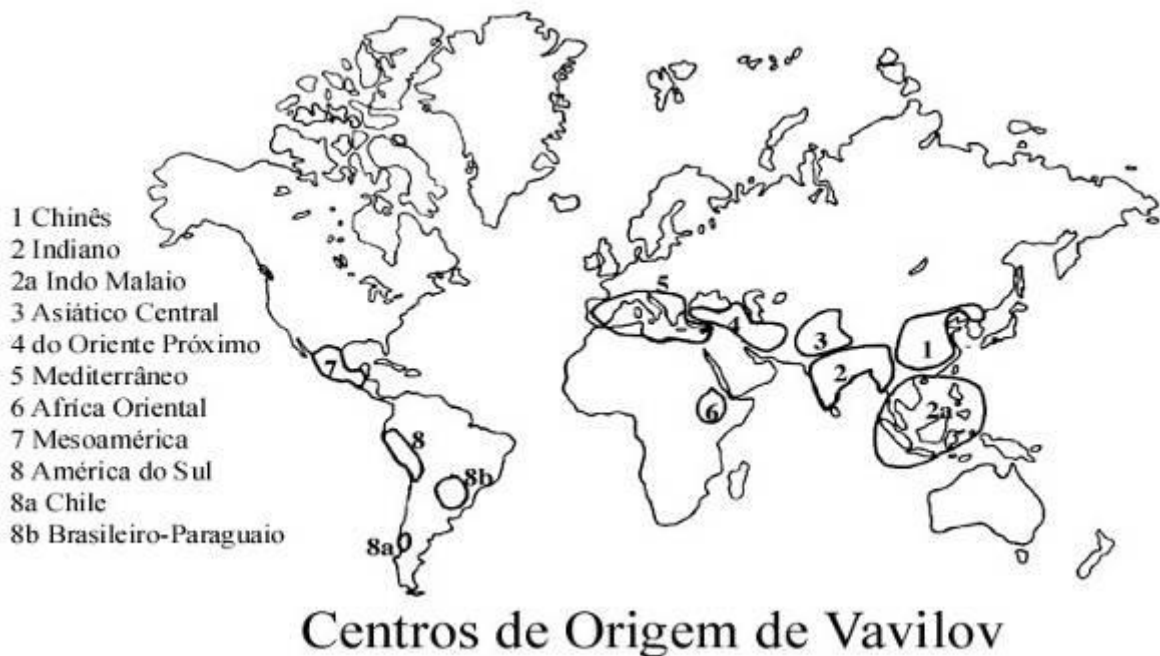 1 Chinês
2 Indiano
2a Indo Malaio
3 Asiático Central
4 do Oriente Próximo
5 Mediterrâneo
6 Africa Oriental
7 Mesoamérica
8 América do Sul
8a Chile
8b Brasileiro-Paraguaio
5
4
3
1
7
2
6
2a
8
8b
8a
Centros de Origem de Vavilov